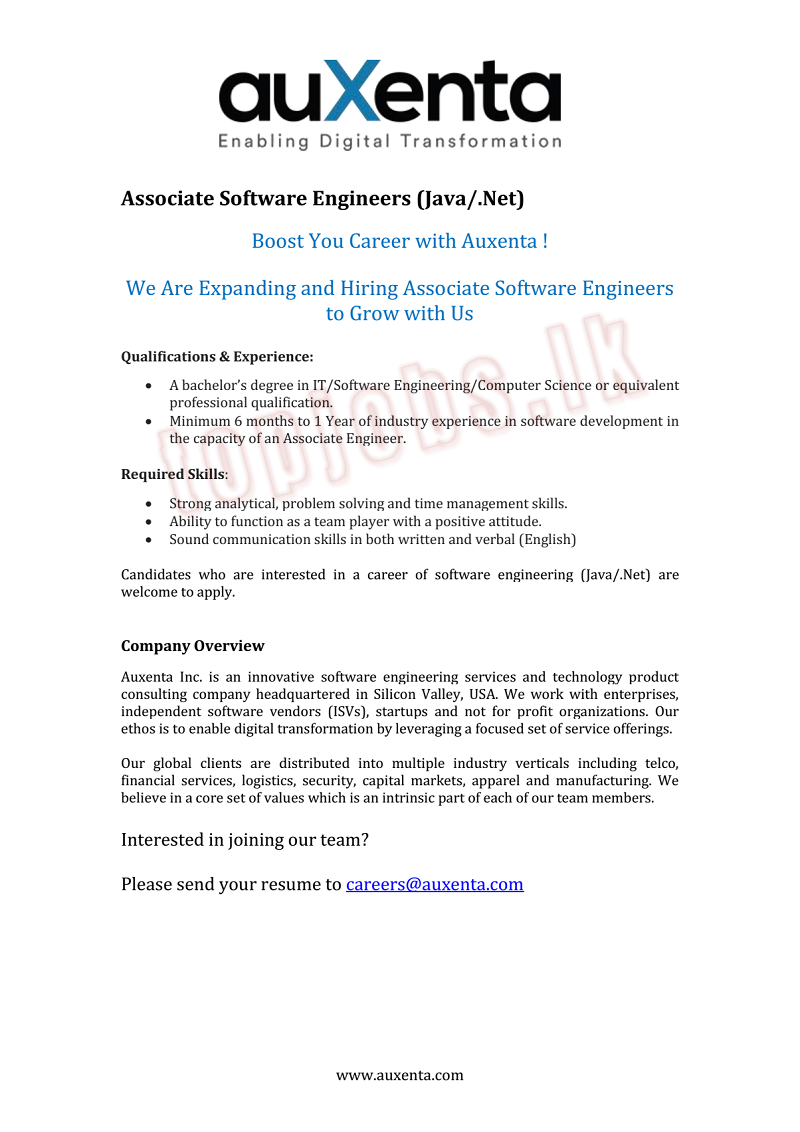 auXenta
Enabling Digital Transformation
Associate Software Engineers (Java/.Net)
Boost You Career with Auxenta !
We Are Expanding and Hiring Associate Software Engineers
to Grow with Us
Qualifications & Experience:
• A bachelor’s degree in IT/Software Engineering/Computer Science or equivalent
professional qualification.
• Minimum 6 months to 1 Year of industry experience in software development in
the capacity of an Associate Engineer.
topjobs.lk
Required Skills:
• Strong analytical, problem solving and time management skills.
• Ability to function as a team player with a positive attitude.
• Sound communication skills in both written and verbal (English)
Candidates who are interested in a career of software engineering (Java/.Net) are
welcome to apply.
Company Overview
Auxenta Inc. is an innovative software engineering services and technology product
consulting company headquartered in Silicon Valley, USA. We work with enterprises,
independent software vendors (ISVs), startups and not for profit organizations. Our
ethos is to enable digital transformation by leveraging a focused set of service offerings.
Our global clients are distributed into multiple industry verticals including telco,
financial services, logistics, security, capital markets, apparel and manufacturing. We
believe in a core set of values which is an intrinsic part of each of our team members.
Interested in joining our team?
Please send your resume to careers@auxenta.com
www.auxenta.com